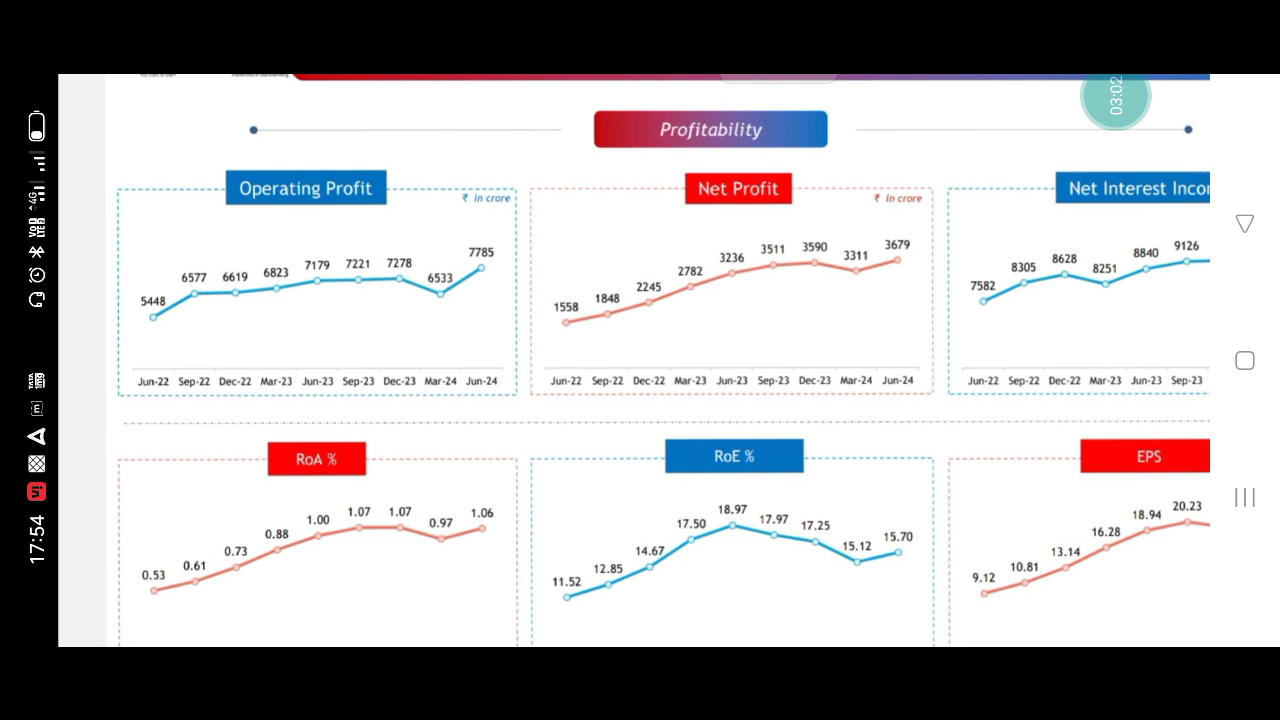 03:02
Profitability
Operating Profit
₹ in crore
5448 6577 6619 6823 7179 7221 7278 6533 7785
Jun-22 Sep-22 Dec-22 Mar-23 Jun-23 Sep-23 Dec-23 Mar-24 Jun-24
Net Profit
₹ in crore
1558 1848 2245 2782 3236 3511 3590 3311 3679
Jun-22 Sep-22 Dec-22 Mar-23 Jun-23 Sep-23 Dec-23 Mar-24 Jun-24
Net Interest Incor
7582 8305 8628 8251 8840 9126
Jun-22 Sep-22 Dec-22 Mar-23 Jun-23 Sep-23
RoA %
0.53 0.61 0.73 0.88 1.00 1.07 1.07 0.97 1.06
RoE %
11.52 12.85 14.67 17.50 18.97 17.97 17.25 15.12 15.70
EPS
9.12 10.81 13.14 16.28 18.94 20.23
17:54